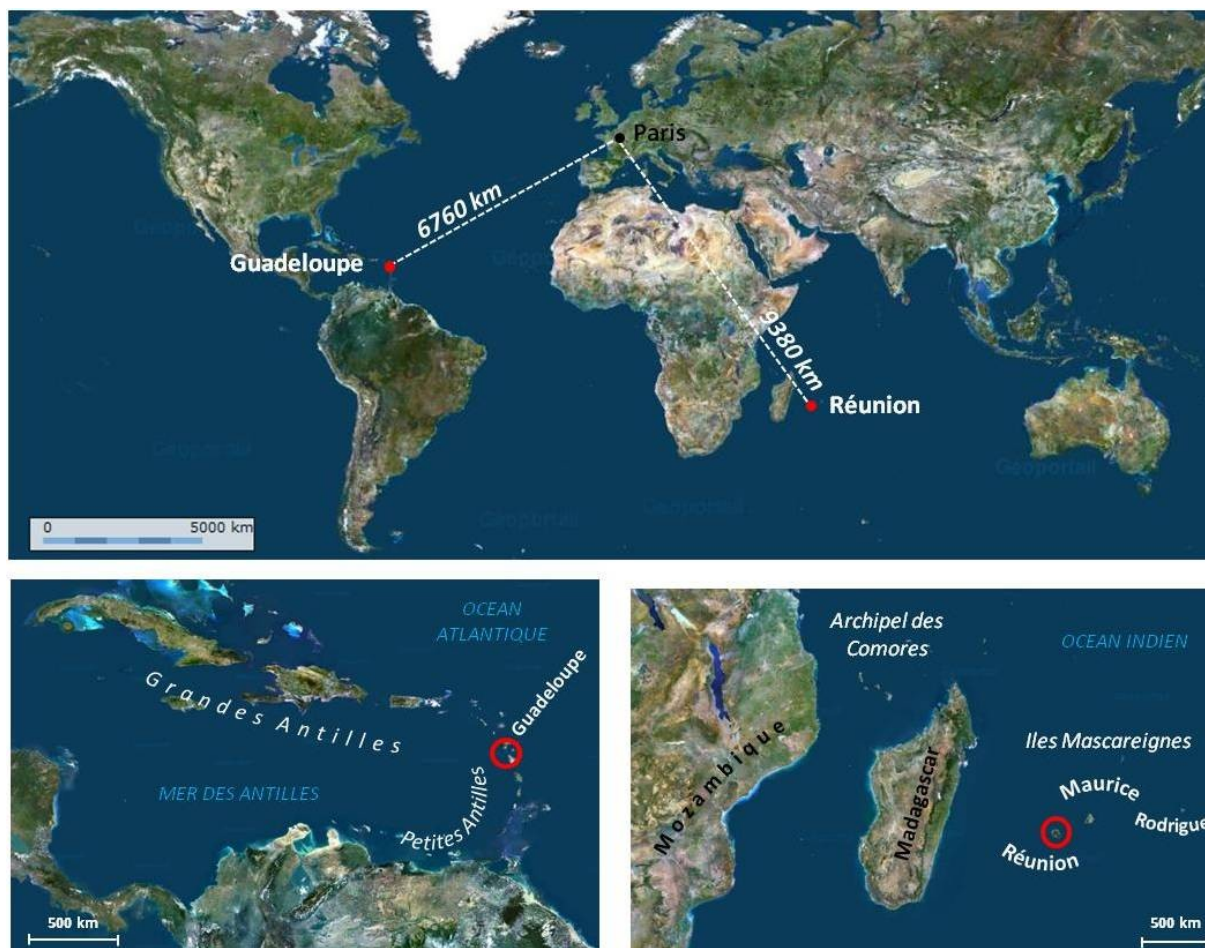 Paris
6760 km
Guadeloupe
9380 km
Réunion
Géoportail
0 5000 km
OCEAN
ATLANTIQUE
Guadeloupe
Grandes Antilles
MER DES ANTILLES
Petites Antilles
500 km
Archipel des
Comores
OCEAN INDIEN
Mozambique
Madagascar
Iles Mascareignes
Maurice
Rodrigue
Réunion
500 km